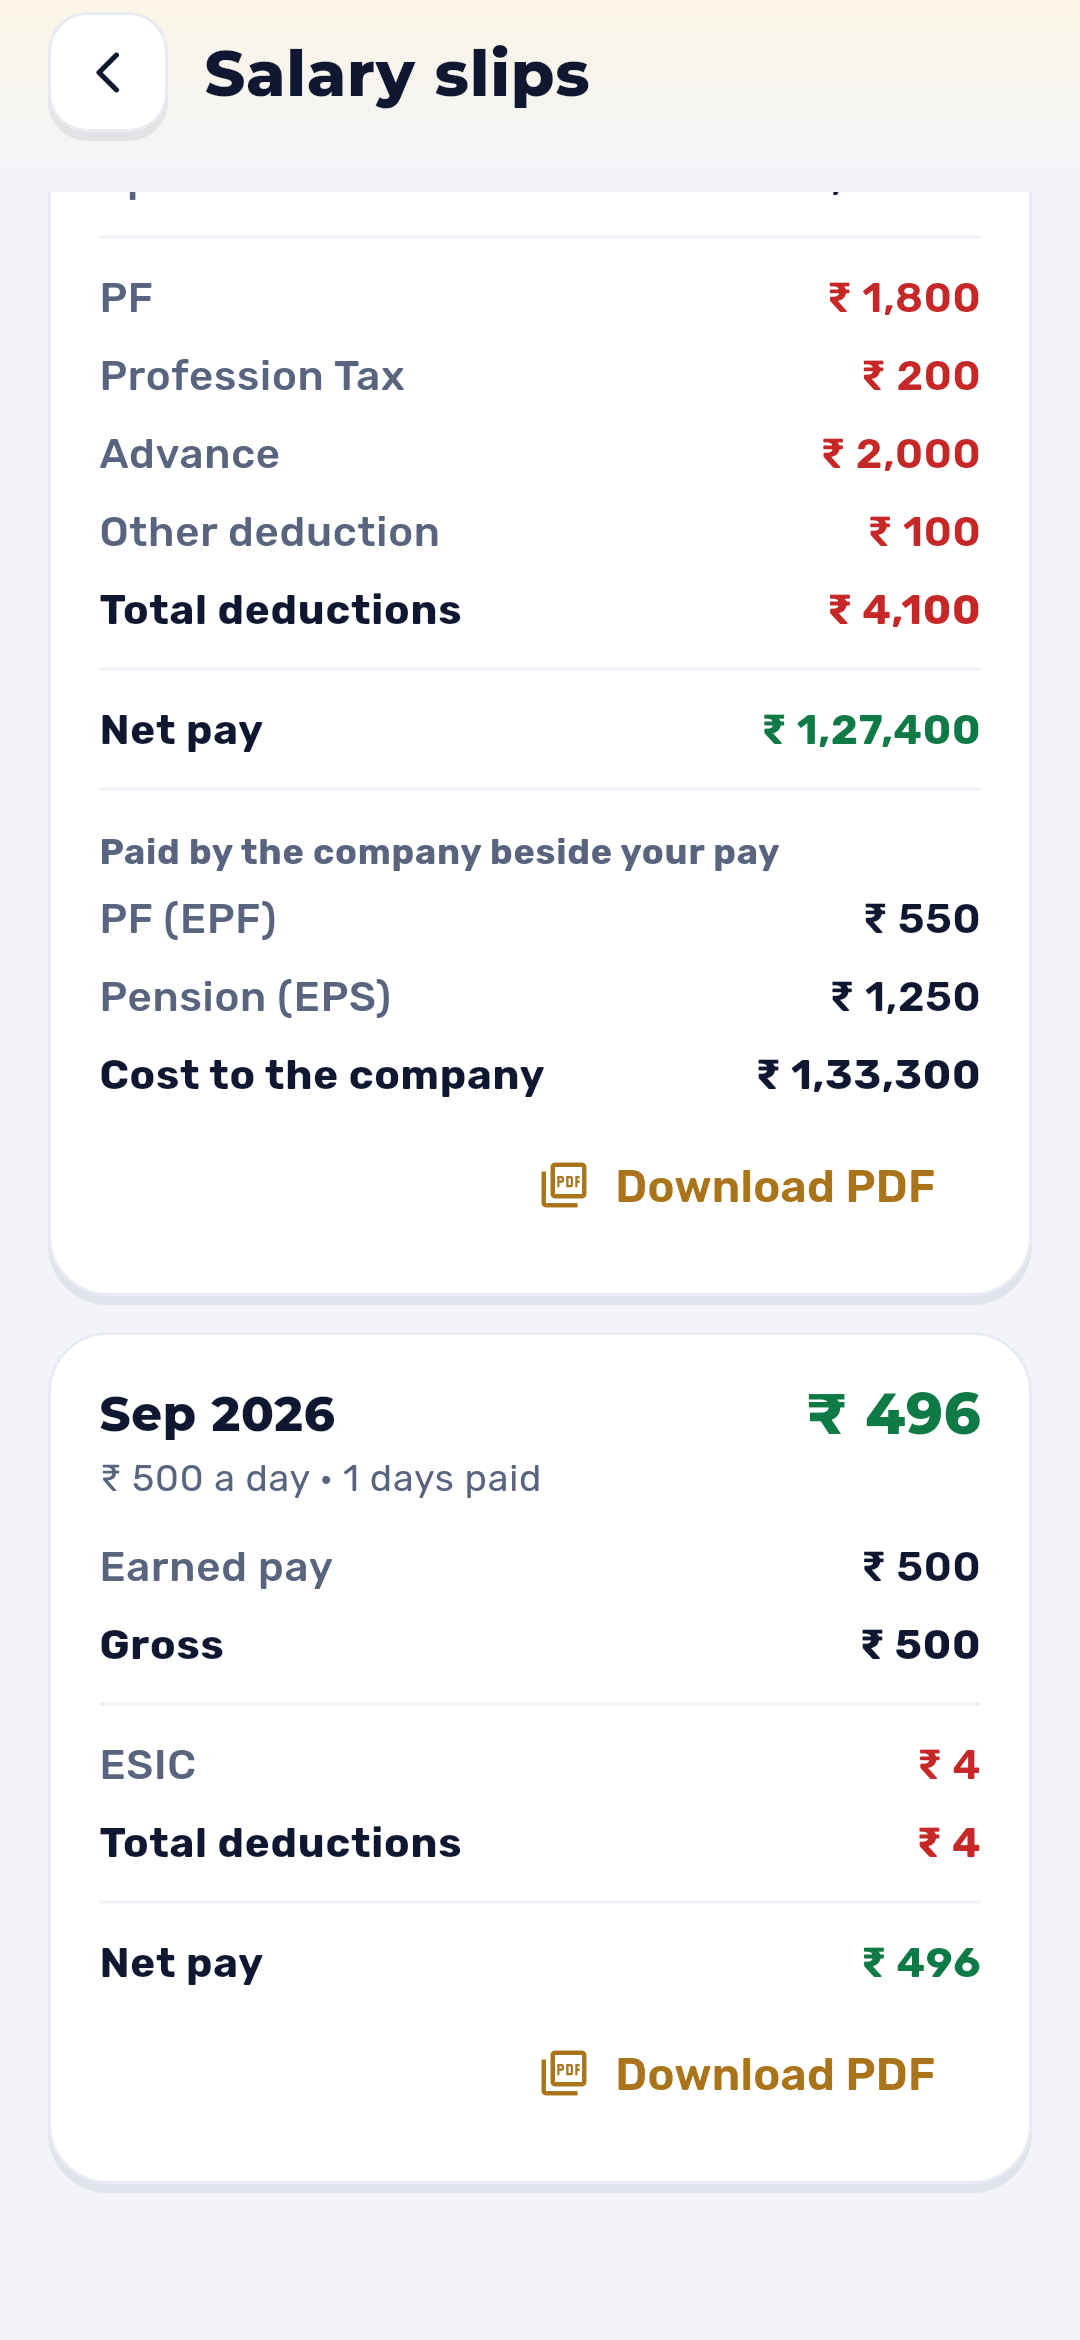 Salary slips
PF ₹ 1,800
Profession Tax ₹ 200
Advance ₹ 2,000
Other deduction ₹ 100
Total deductions ₹ 4,100
Net pay ₹ 1,27,400
Paid by the company beside your pay
PF (EPF) ₹ 550
Pension (EPS) ₹ 1,250
Cost to the company ₹ 1,33,300
PDF Download PDF
Sep 2026 ₹ 496
₹ 500 a day • 1 days paid
Earned pay ₹ 500
Gross ₹ 500
ESIC ₹ 4
Total deductions ₹ 4
Net pay ₹ 496
PDF Download PDF